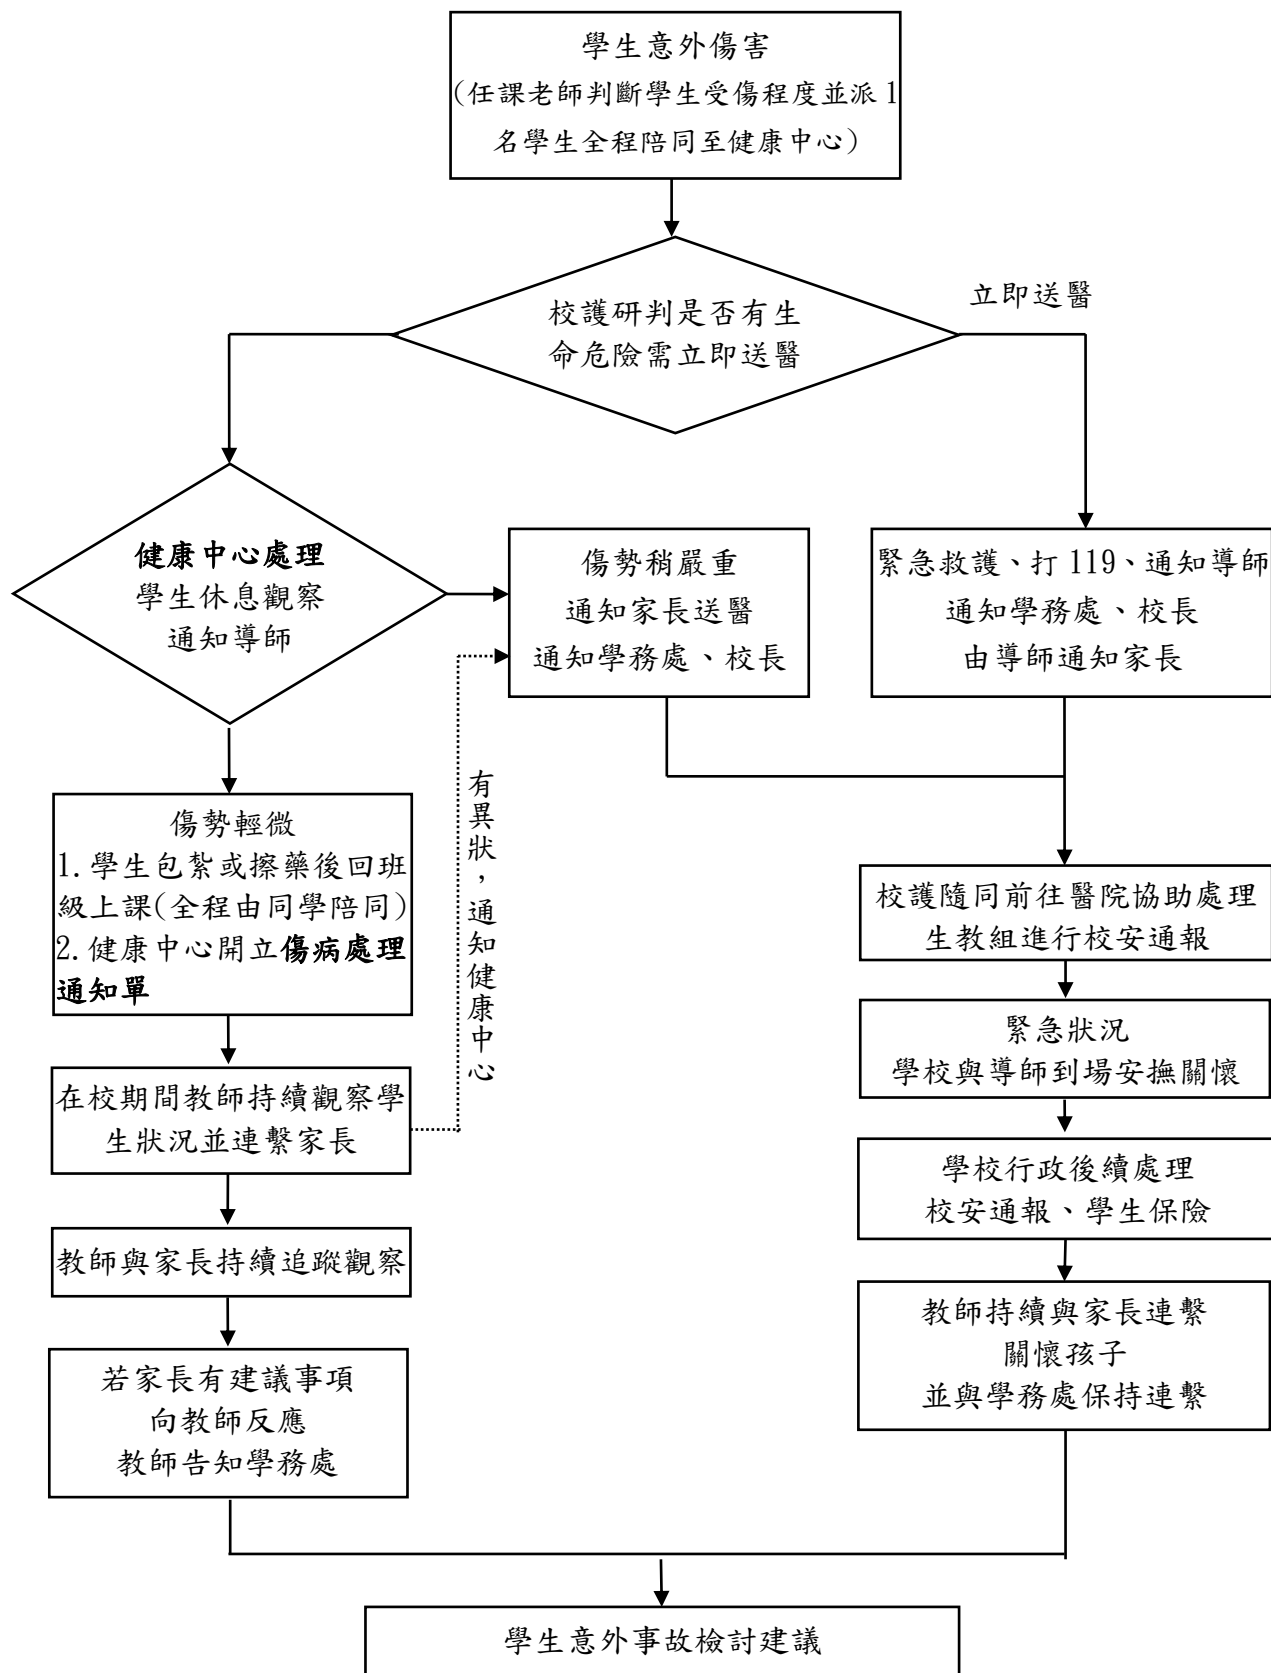 學生意外傷害
(任課老師判斷學生受傷程度並派 1
名學生全程陪同至健康中心)
校護研判是否有生
命危險需立即送醫
立即送醫
健康中心處理
學生休息觀察
通知導師
傷勢稍嚴重
通知家長送醫
通知學務處、校長
緊急救護、打 119、通知導師
通知學務處、校長
由導師通知家長
傷勢輕微
1. 學生包紮或擦藥後回班
級上課(全程由同學陪同)
2. 健康中心開立傷病處理
通知單
有異狀，通知健康中心
校護隨同前往醫院協助處理
生教組進行校安通報
緊急狀況
學校與導師到場安撫關懷
在校期間教師持續觀察學
生狀況並連繫家長
學校行政後續處理
校安通報、學生保險
教師與家長持續追蹤觀察
教師持續與家長連繫
關懷孩子
並與學務處保持連繫
若家長有建議事項
向教師反應
教師告知學務處
學生意外事故檢討建議